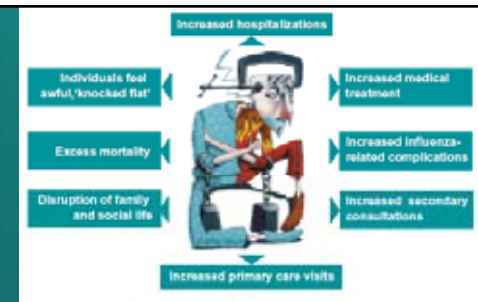 Increased hospitalizations
Individuals feel
awful,'knocked flat'
Increased medical
treatment
Excess mortality
Increased influenza-
related complications
Disruption of family
and social life
Increased secondary
consultations
Increased primary care visits